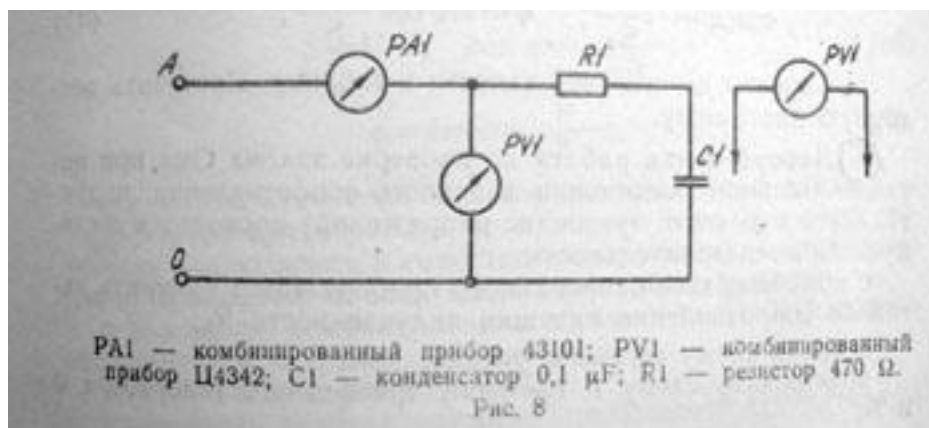 A
PA1
R1
PV1
PV1
C1
0
PA1 — комбинированный прибор 43101; PV1 — комбинированный
прибор Ц4342; C1 — конденсатор 0,1 μF; R1 — резистор 470 Ω.
Рис. 8